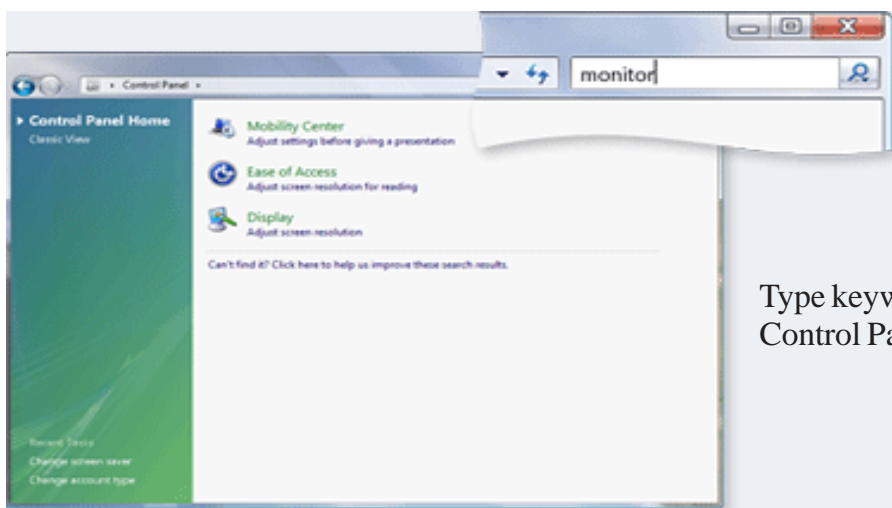 monitor
Control Panel
Control Panel Home
Classic View
Mobility Center
Adjust settings before giving a presentation
Ease of Access
Adjust screen resolution for reading
Display
Adjust screen resolution
Can't find it? Click here to help us improve these search results.
Recent Tasks
Change screen saver
Change account type
Type
Control